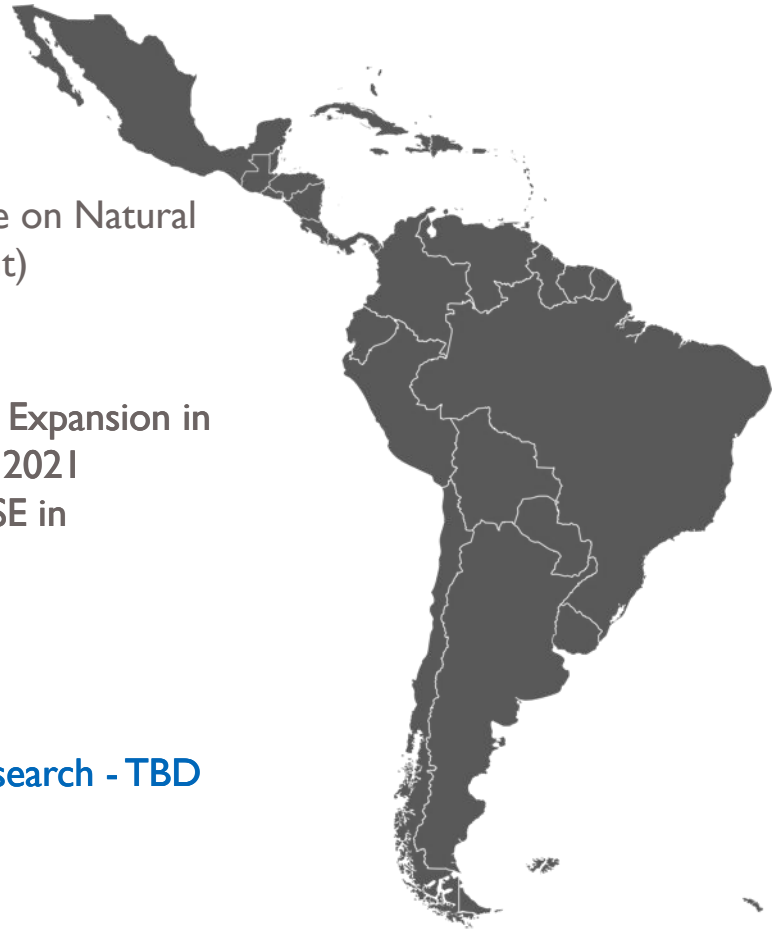 e on Natural
t)
Expansion in
2021
SE in
search - TBD